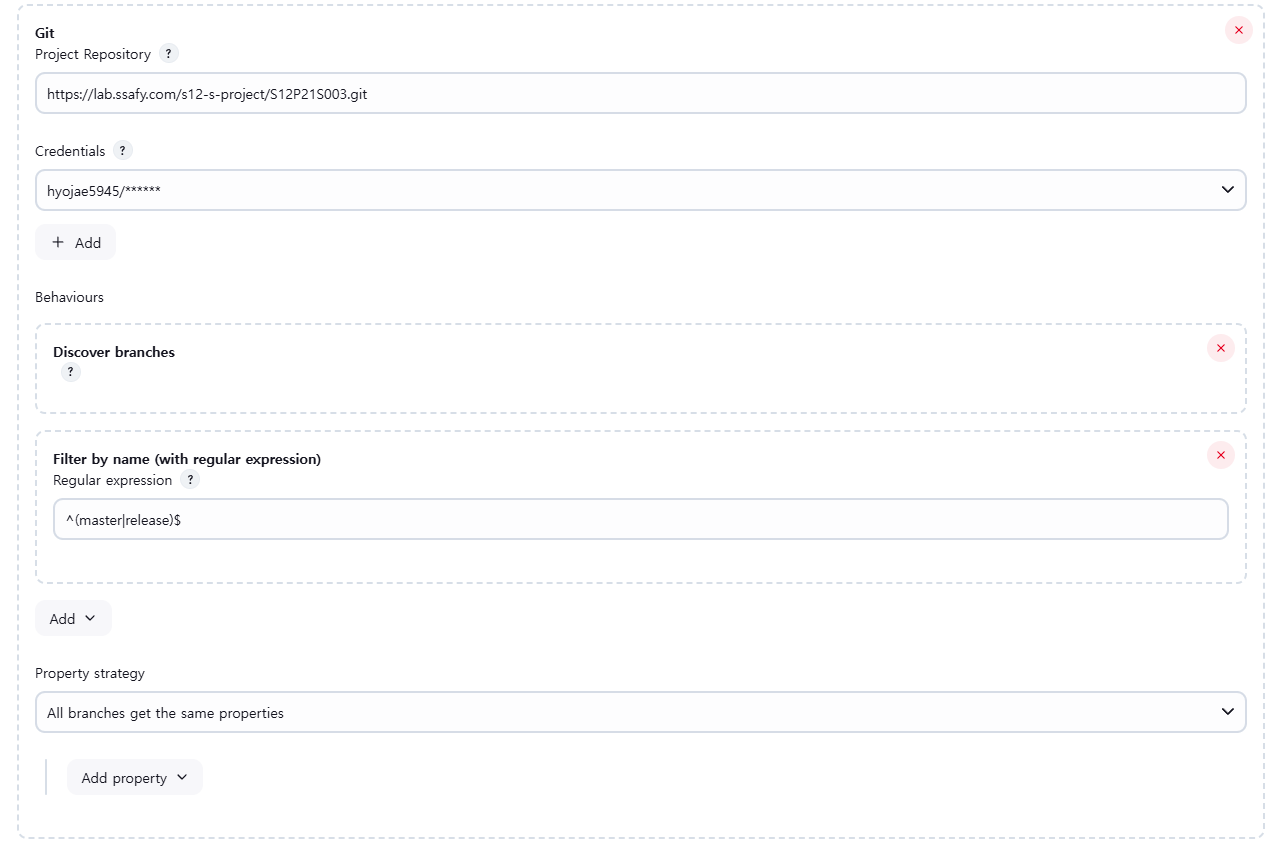 Git
Project Repository ?
https://lab.ssafy.com/s12-s-project/S12P21S003.git
Credentials ?
hyojae5945/******
+ Add
Behaviours
Discover branches
?
Filter by name (with regular expression)
Regular expression ?
^(master|release)$
Add
Property strategy
All branches get the same properties
Add property